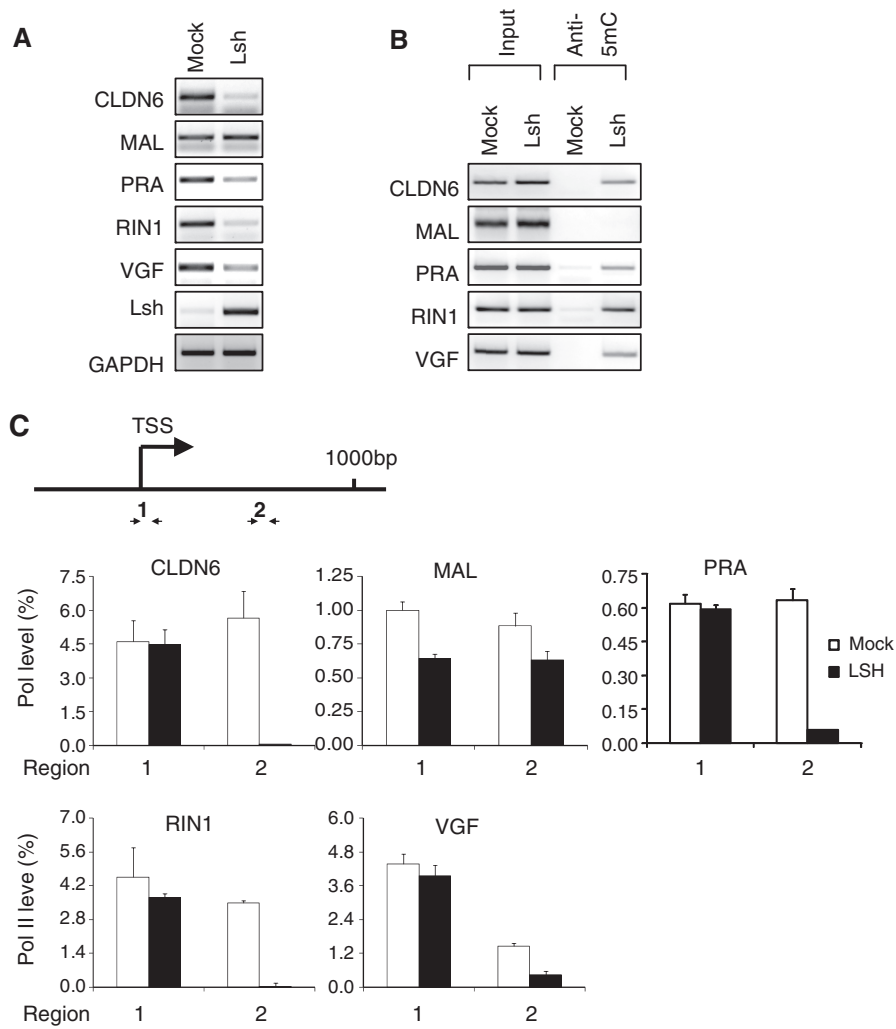 A
Mock Lsh
CLDN6
MAL
PRA
RIN1
VGF
Lsh
GAPDH
B
Input Anti-5mC
Mock Lsh Mock Lsh
CLDN6
MAL
PRA
RIN1
VGF
C
TSS
1000bp
1 2
CLDN6
Pol level (%)
7.5
6.0
4.5
3.0
1.5
0.0
Region 1 2
MAL
1.25
1.00
0.75
0.50
0.25
0.00
1 2
PRA
0.75
0.60
0.45
0.30
0.15
0.00
1 2
Mock
LSH
RIN1
Pol II leve (%)
7.0
5.6
4.2
2.8
1.4
0.0
Region 1 2
VGF
6.0
4.8
3.6
2.4
1.2
0.0
1 2